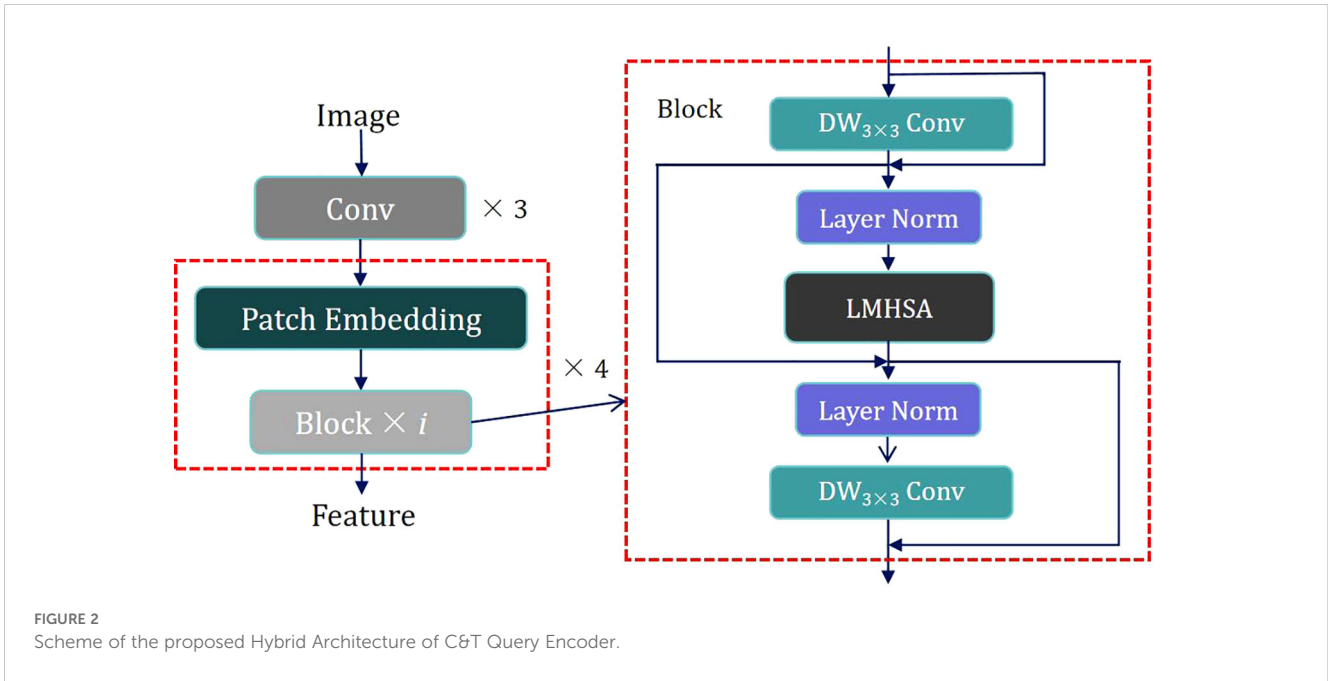 Image
Conv
× 3
Patch Embedding
Block × i
× 4
Feature
Block
DW3×3 Conv
Layer Norm
LMHSA
Layer Norm
DW3×3 Conv
FIGURE 2
Scheme of the proposed Hybrid Architecture of C&T Query Encoder.